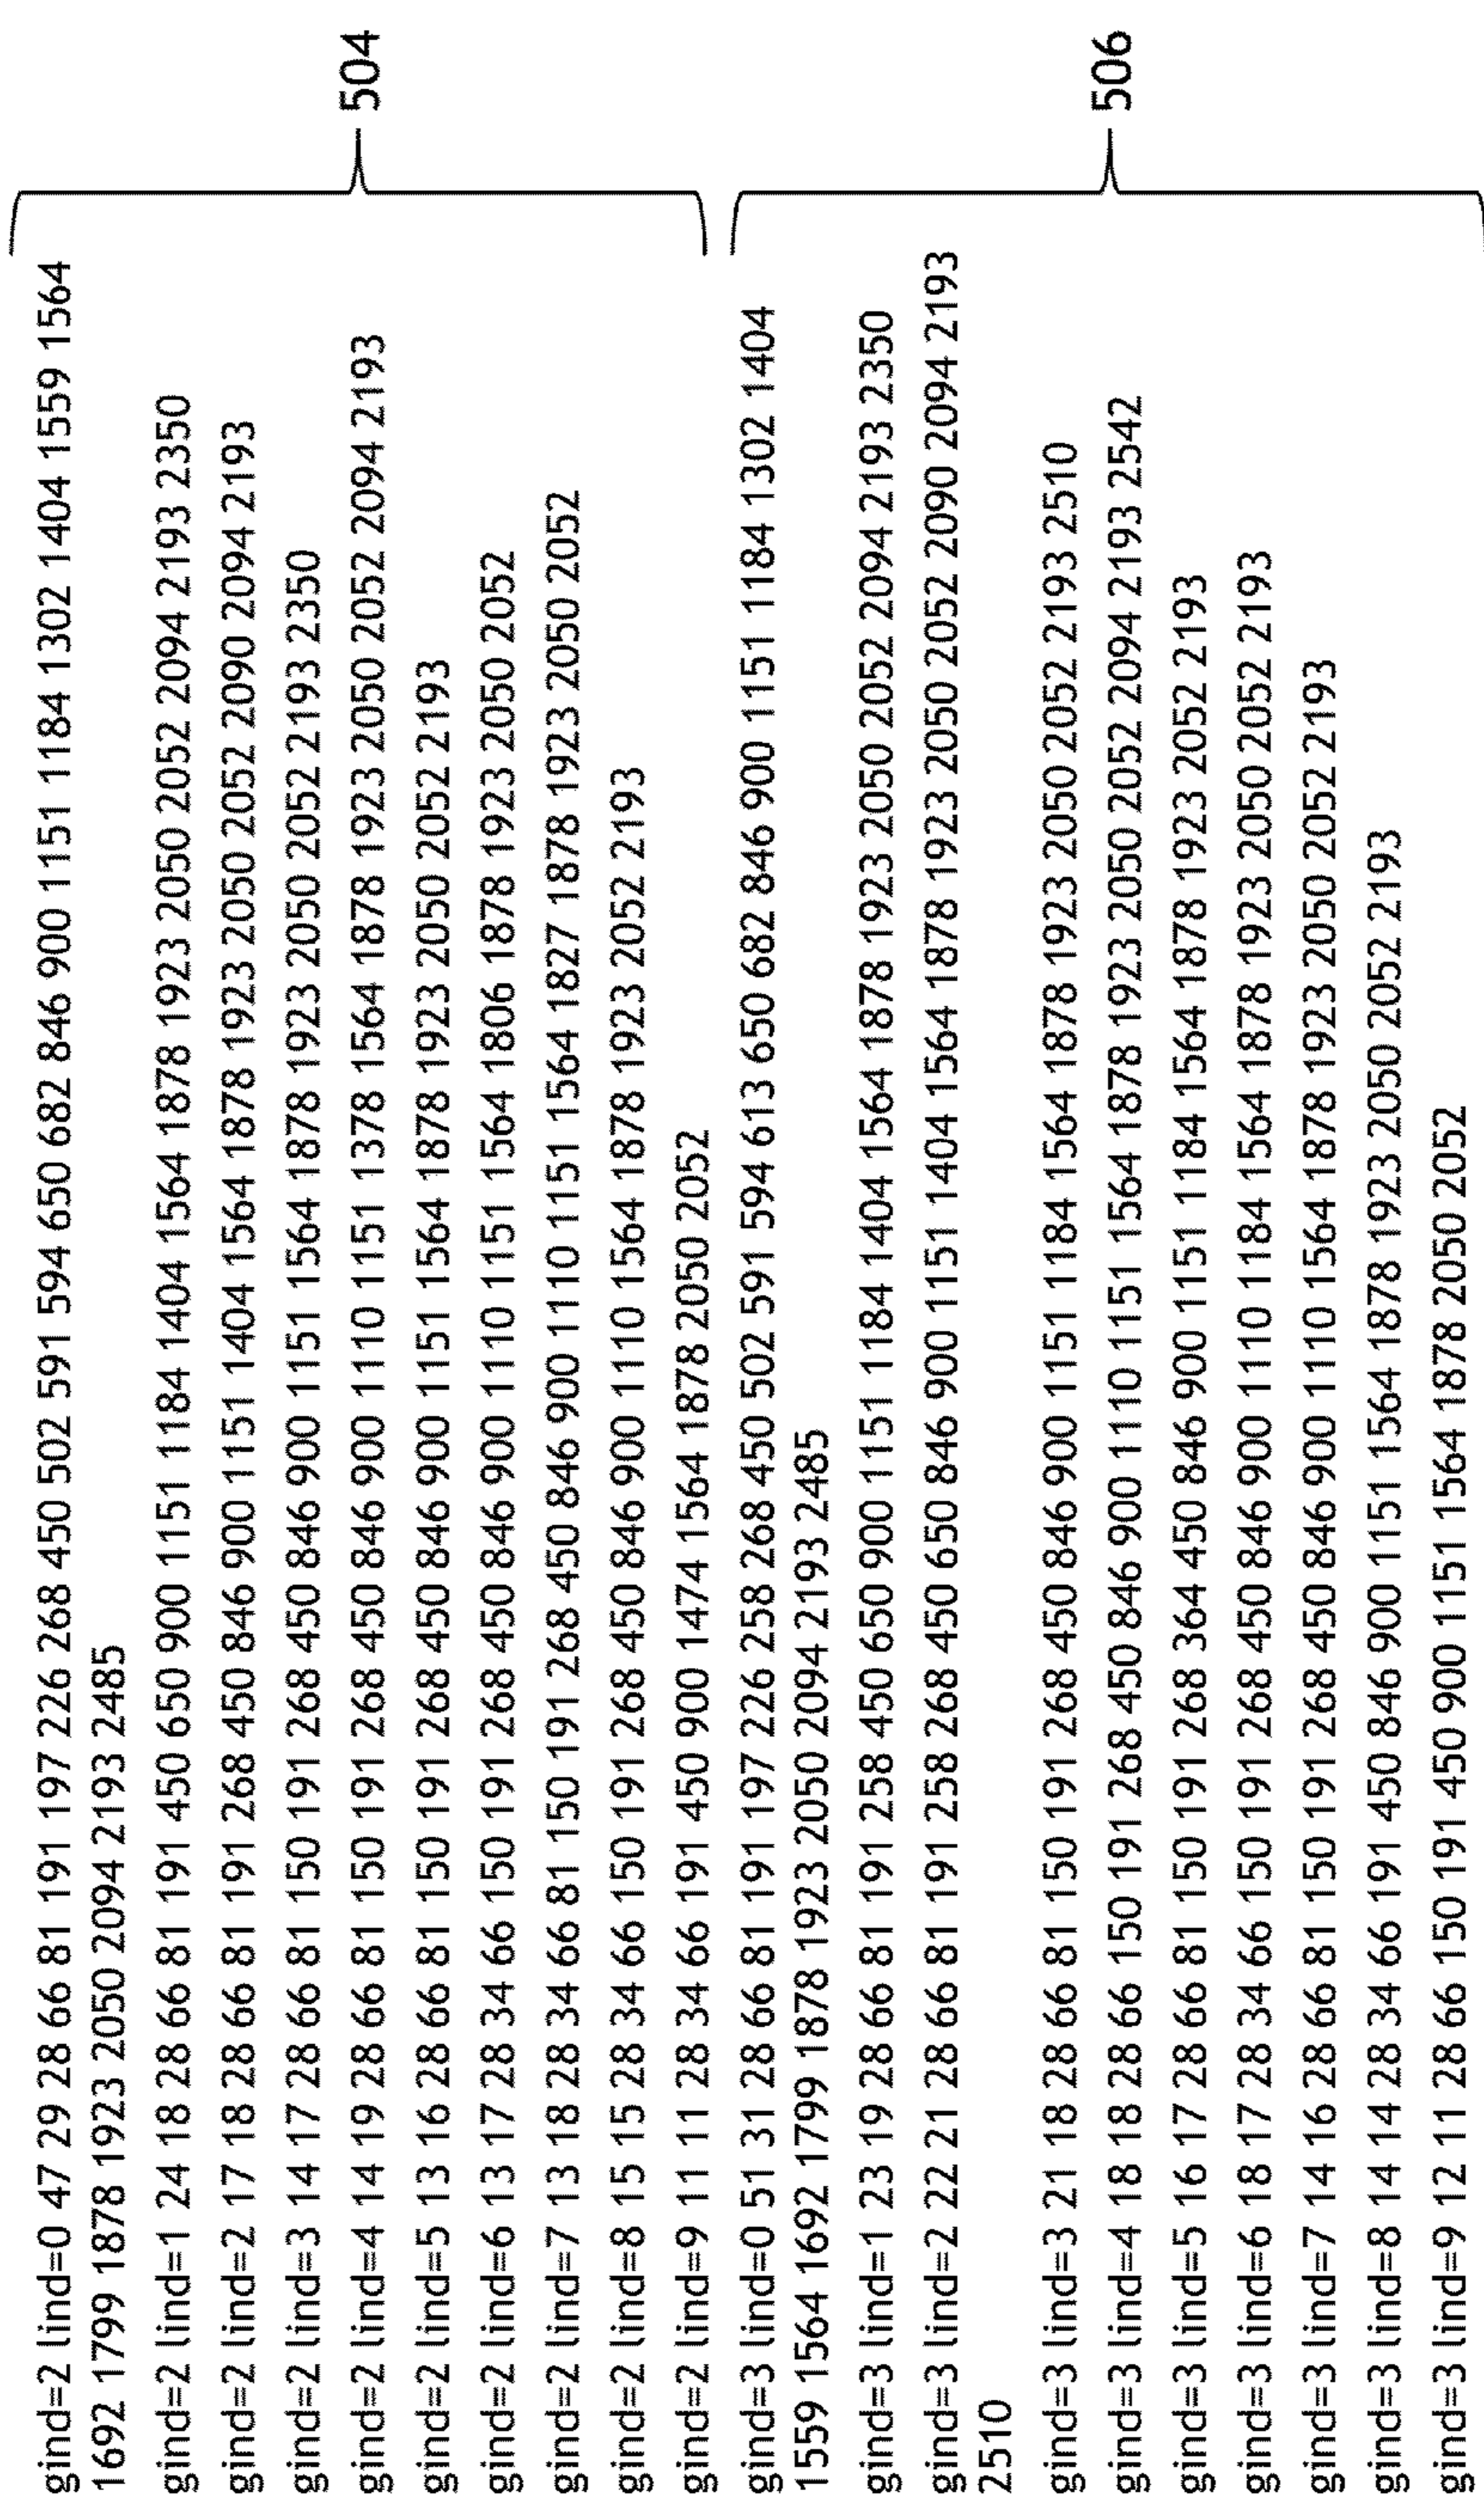 gind=2 lind=0 47 29 28 66 81 191 197 226 268 450 502 591 594 650 682 846 900 1151 1184 1302 1404 1559 1564
1692 1799 1878 1923 2050 2094 2193 2485
gind=2 lind=1 24 18 28 66 81 191 450 650 900 1151 1184 1404 1564 1878 1923 2050 2052 2094 2193 2350
gind=2 lind=2 17 18 28 66 81 191 268 450 846 900 1151 1404 1564 1878 1923 2050 2052 2090 2094 2193
gind=2 lind=3 14 17 28 66 81 150 191 268 450 846 900 1151 1564 1878 1923 2050 2052 2193 2350
gind=2 lind=4 14 19 28 66 81 150 191 268 450 846 900 1110 1151 1378 1564 1878 1923 2050 2052 2094 2193
gind=2 lind=5 13 16 28 66 81 150 191 268 450 846 900 1151 1564 1878 1923 2050 2052 2193
gind=2 lind=6 13 17 28 34 66 150 191 268 450 846 900 1110 1151 1564 1806 1878 1923 2050 2052
gind=2 lind=7 13 18 28 34 66 81 150 191 268 450 846 900 1110 1151 1564 1827 1878 1923 2050 2052
gind=2 lind=8 15 15 28 34 66 150 191 268 450 846 900 1110 1564 1878 1923 2052 2193
gind=2 lind=9 11 11 28 34 66 191 450 900 1474 1564 1878 2050 2052
504
gind=3 lind=0 51 31 28 66 81 191 197 226 258 268 450 502 591 594 613 650 682 846 900 1151 1184 1302 1404
1559 1564 1692 1799 1878 1923 2050 2094 2193 2485
gind=3 lind=1 23 19 28 66 81 191 258 450 650 900 1151 1184 1404 1564 1878 1923 2050 2052 2094 2193 2350
gind=3 lind=2 22 21 28 66 81 191 258 268 450 650 846 900 1151 1404 1564 1878 1923 2050 2052 2090 2094 2193
2510
gind=3 lind=3 21 18 28 66 81 150 191 268 450 846 900 1151 1184 1564 1878 1923 2050 2052 2193 2510
gind=3 lind=4 18 18 28 66 150 191 268 450 846 900 1110 1151 1564 1878 1923 2050 2052 2094 2193 2542
gind=3 lind=5 16 17 28 66 81 150 191 268 364 450 846 900 1151 1184 1564 1878 1923 2052 2193
gind=3 lind=6 18 17 28 34 66 150 191 268 450 846 900 1110 1184 1564 1878 1923 2050 2052 2193
gind=3 lind=7 14 16 28 66 81 150 191 268 450 846 900 1110 1564 1878 1923 2050 2052 2193
gind=3 lind=8 14 14 28 34 66 191 450 846 900 1151 1564 1878 1923 2050 2052 2193
gind=3 lind=9 12 11 28 66 150 191 450 900 1151 1564 1878 2050 2052
506